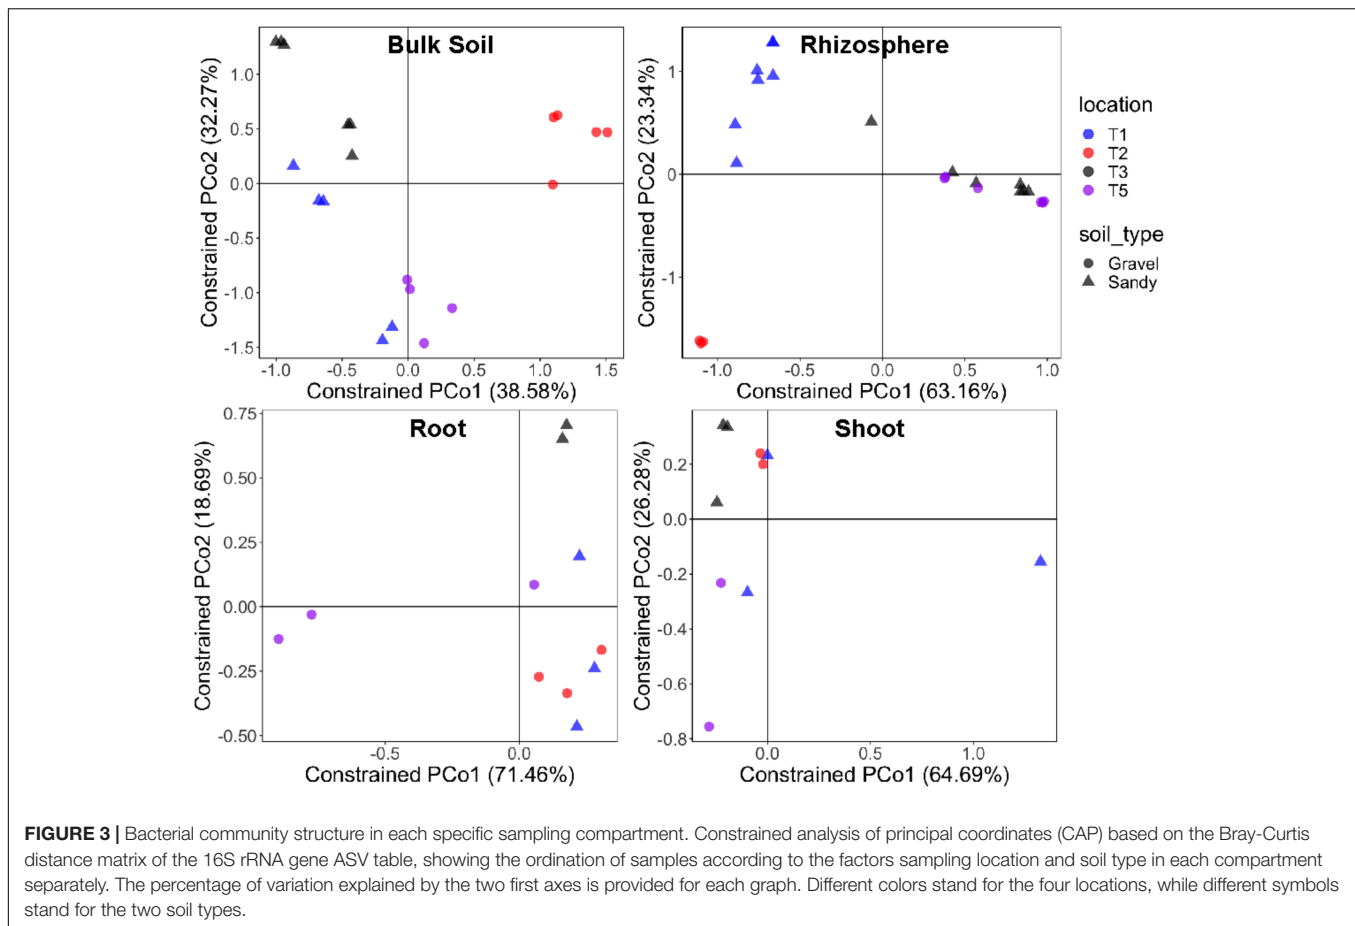 Bulk Soil
Constrained PCo2 (32.27%)
1.0
0.5
0.0
-0.5
-1.0
-1.5
-1.0 -0.5 0.0 0.5 1.0 1.5
Constrained PCo1 (38.58%)
Rhizosphere
Constrained PCo2 (23.34%)
1
0
-1
-1.0 -0.5 0.0 0.5 1.0
Constrained PCo1 (63.16%)
location
T1
T2
T3
T5
soil_type
Gravel
Sandy
Root
Constrained PCo2 (18.69%)
0.75
0.50
0.25
0.00
-0.25
-0.50
-0.5 0.0
Constrained PCo1 (71.46%)
Shoot
Constrained PCo2 (26.28%)
0.2
0.0
-0.2
-0.4
-0.6
-0.8
0.0 0.5 1.0
Constrained PCo1 (64.69%)
FIGURE 3 | Bacterial community structure in each specific sampling compartment. Constrained analysis of principal coordinates (CAP) based on the Bray-Curtis
distance matrix of the 16S rRNA gene ASV table, showing the ordination of samples according to the factors sampling location and soil type in each compartment
separately. The percentage of variation explained by the two first axes is provided for each graph. Different colors stand for the four locations, while different symbols
stand for the two soil types.